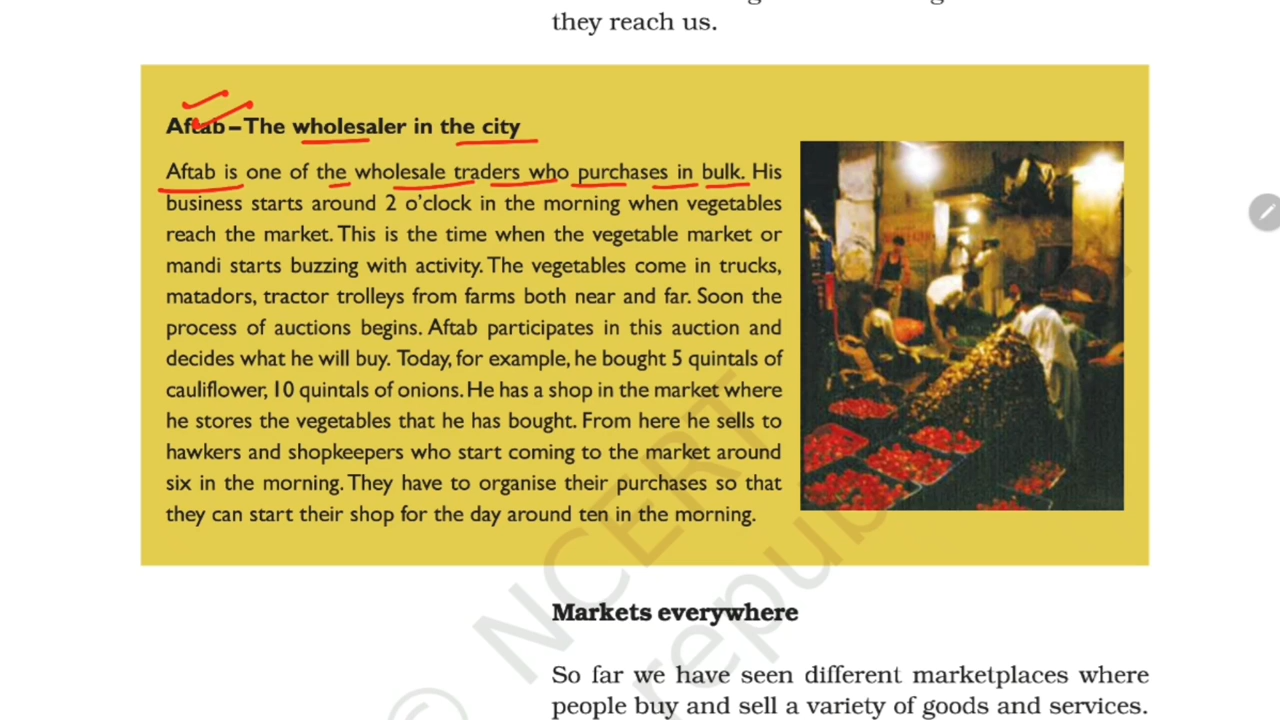 they reach us.
Aftab – The wholesaler in the city
Aftab is one of the wholesale traders who purchases in bulk. His
business starts around 2 o'clock in the morning when vegetables
reach the market. This is the time when the vegetable market or
mandi starts buzzing with activity. The vegetables come in trucks,
matadors, tractor trolleys from farms both near and far. Soon the
process of auctions begins. Aftab participates in this auction and
decides what he will buy. Today, for example, he bought 5 quintals of
cauliflower, 10 quintals of onions. He has a shop in the market where
he stores the vegetables that he has bought. From here he sells to
hawkers and shopkeepers who start coming to the market around
six in the morning. They have to organise their purchases so that
they can start their shop for the day around ten in the morning.
© NCERT
republ
Markets everywhere
So far we have seen different marketplaces where
people buy and sell a variety of goods and services.